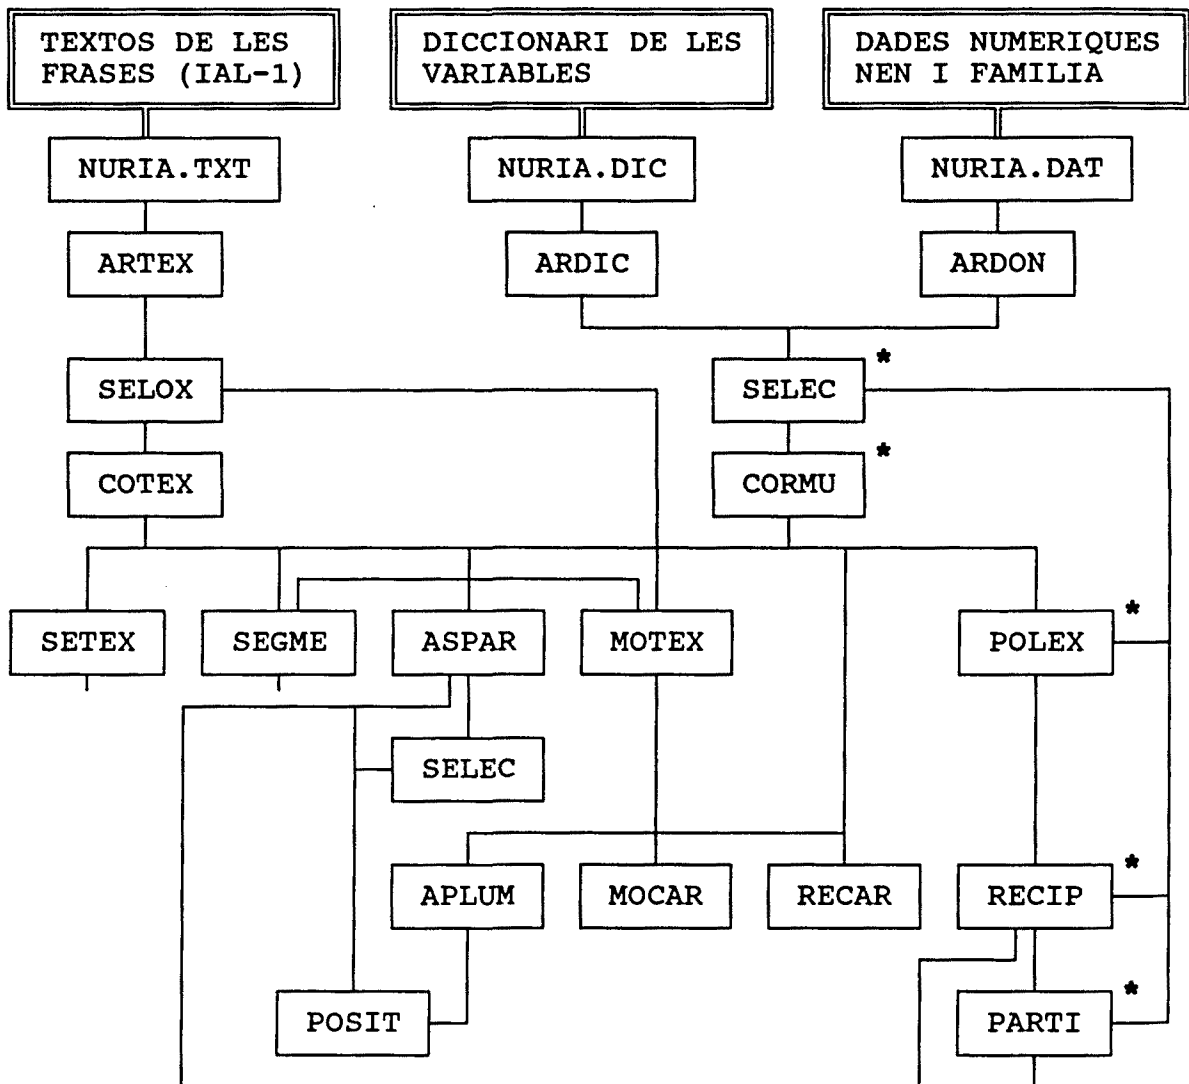 TEXTOS DE LES
FRASES (IAL-1)
DICCIONARI DE LES
VARIABLES
DADES NUMERIQUES
NEN I FAMILIA
NURIA.TXT
NURIA.DIC
NURIA.DAT
ARTEX
ARDIC
ARDON
SELOX
SELEC *
COTEX
CORMU *
SETEX
SEGME
ASPAR
MOTEX
POLEX *
SELEC
APLUM
MOCAR
RECAR
RECIP *
POSIT
PARTI *